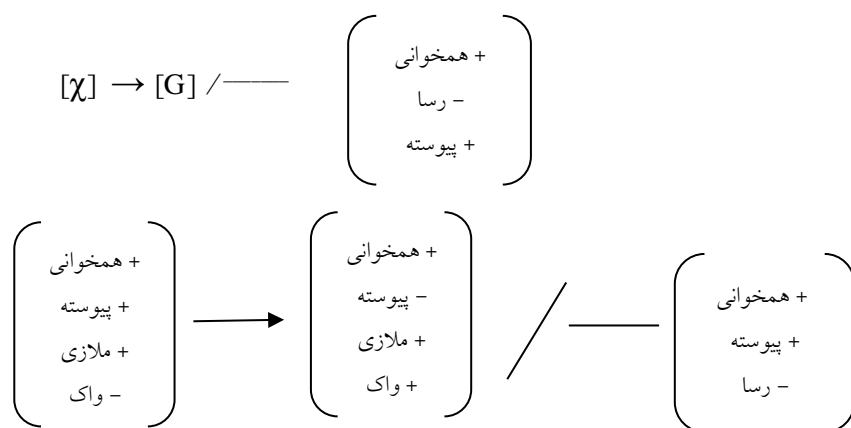 [χ] → [G] / ——
+ همخوانی
– رسا
+ پیوسته
+ همخوانی
+ پیوسته
+ ملازی
– واک
+ همخوانی
– پیوسته
+ ملازی
+ واک
+ همخوانی
+ پیوسته
– رسا